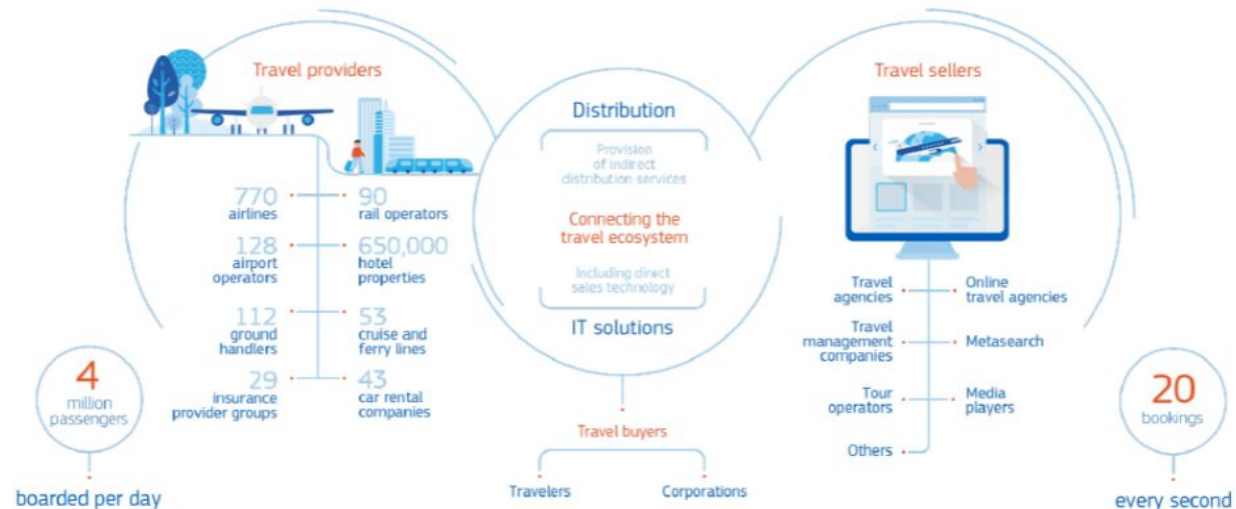 Travel providers
770
airlines
90
rail operators
128
airport
operators
650,000
hotel
properties
112
ground
handlers
53
cruise and
ferry lines
29
insurance
provider groups
43
car rental
companies
4
million
passengers
boarded per day
Distribution
Provision
of indirect
distribution services
Connecting the
travel ecosystem
Including direct
sales technology
IT solutions
Travel buyers
Travelers
Corporations
Travel sellers
Travel
agencies
Online
travel agencies
Travel
management
companies
Metasearch
Tour
operators
Media
players
Others
20
bookings
every second